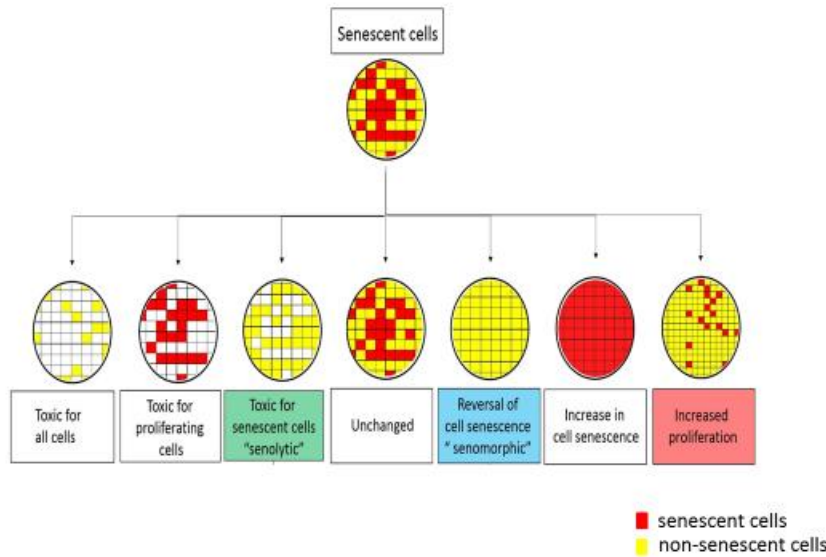 Senescent cells
Toxic for
all cells
Toxic for
proliferating
cells
Toxic for
senescent cells
"senolytic"
Unchanged
Reversal of
cell senescence
" senomorphic"
Increase in
cell senescence
Increased
proliferation
senescent cells
non-senescent cells